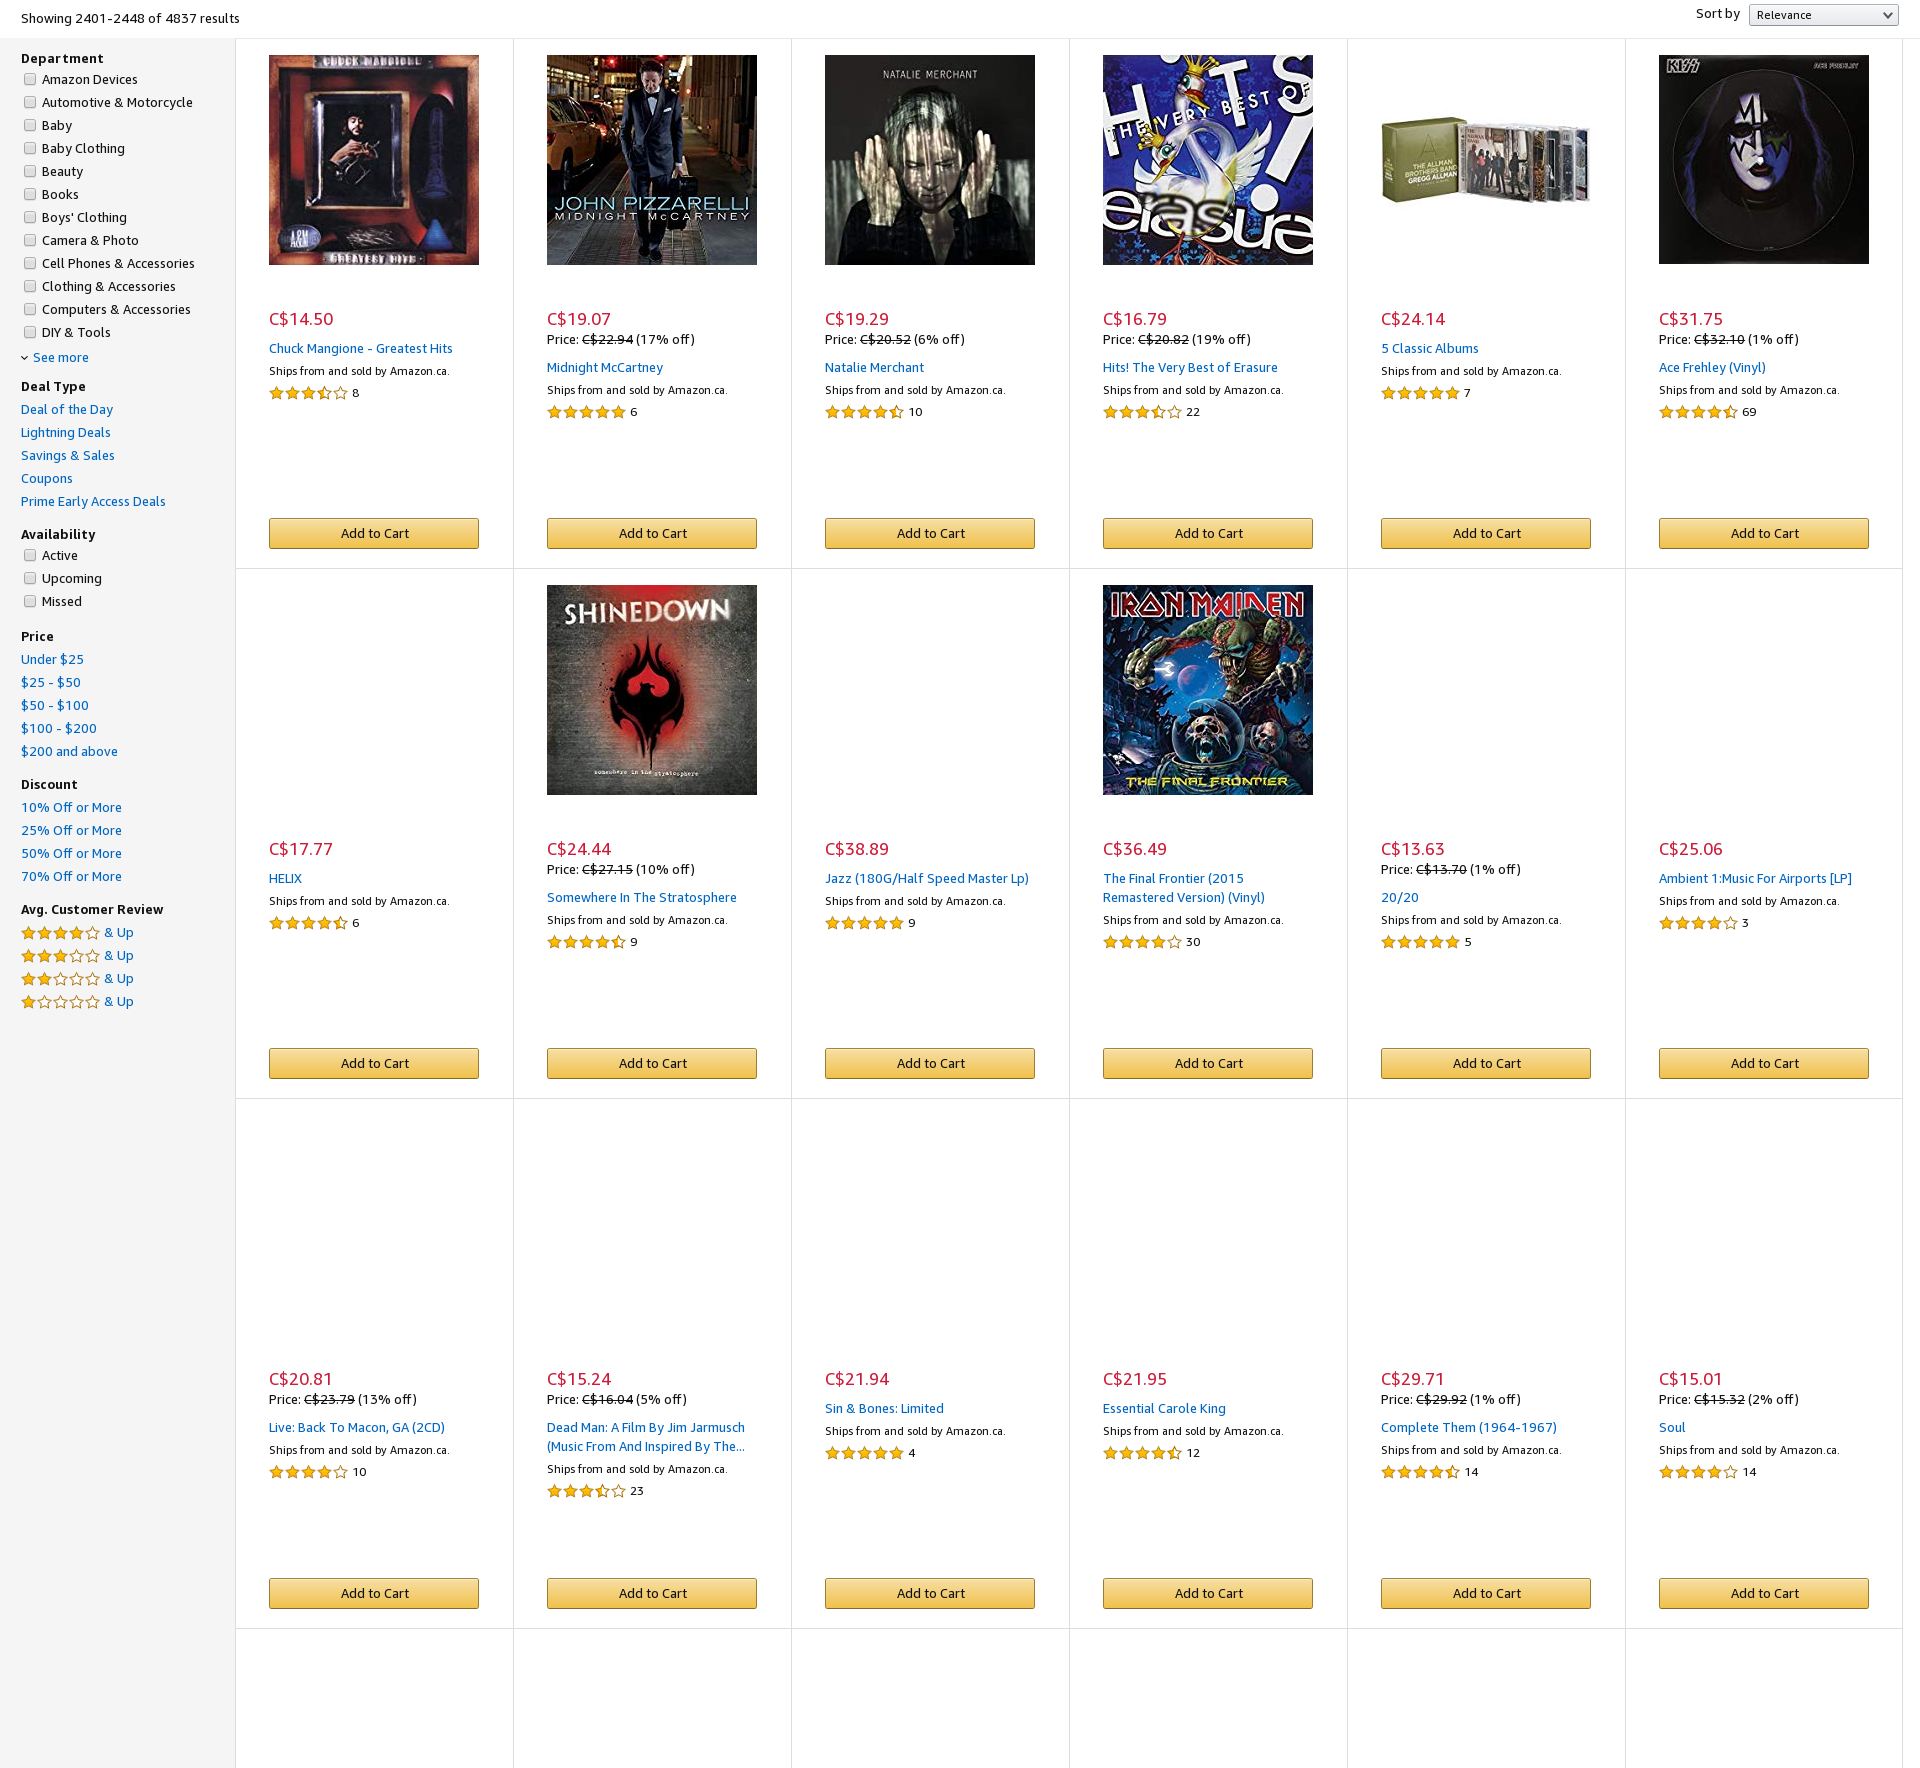 Showing 2401-2448 of 4837 results
Sort by
Relevance
Department
Amazon Devices
Automotive & Motorcycle
Baby
Baby Clothing
Beauty
Books
Boys' Clothing
Camera & Photo
Cell Phones & Accessories
Clothing & Accessories
Computers & Accessories
DIY & Tools
See more
Deal Type
Deal of the Day
Lightning Deals
Savings & Sales
Coupons
Prime Early Access Deals
Availability
Active
Upcoming
Missed
Price
Under $25
$25 - $50
$50 - $100
$100 - $200
$200 and above
Discount
10% Off or More
25% Off or More
50% Off or More
70% Off or More
Avg. Customer Review
& Up
& Up
& Up
& Up
CHUCK MANGIONE
GREATEST HITS
C$14.50
Chuck Mangione - Greatest Hits
Ships from and sold by Amazon.ca.
8
Add to Cart
JOHN PIZZARELLI
MIDNIGHT McCARTNEY
C$19.07
Price: C$22.94 (17% off)
Midnight McCartney
Ships from and sold by Amazon.ca.
6
Add to Cart
NATALIE MERCHANT
C$19.29
Price: C$20.52 (6% off)
Natalie Merchant
Ships from and sold by Amazon.ca.
10
Add to Cart
HITS!
THE VERY BEST OF
erasure
C$16.79
Price: C$20.82 (19% off)
Hits! The Very Best of Erasure
Ships from and sold by Amazon.ca.
22
Add to Cart
THE ALLMAN
BROTHERS BAND
GREGG ALLMAN
C$24.14
5 Classic Albums
Ships from and sold by Amazon.ca.
7
Add to Cart
KISS
ACE FREHLEY
C$31.75
Price: C$32.10 (1% off)
Ace Frehley (Vinyl)
Ships from and sold by Amazon.ca.
69
Add to Cart
C$17.77
HELIX
Ships from and sold by Amazon.ca.
6
Add to Cart
SHINEDOWN
somewhere in the stratosphere
C$24.44
Price: C$27.15 (10% off)
Somewhere In The Stratosphere
Ships from and sold by Amazon.ca.
9
Add to Cart
C$38.89
Jazz (180G/Half Speed Master Lp)
Ships from and sold by Amazon.ca.
9
Add to Cart
IRON MAIDEN
THE FINAL FRONTIER
C$36.49
The Final Frontier (2015
Remastered Version) (Vinyl)
Ships from and sold by Amazon.ca.
30
Add to Cart
C$13.63
Price: C$13.70 (1% off)
20/20
Ships from and sold by Amazon.ca.
5
Add to Cart
C$25.06
Ambient 1:Music For Airports [LP]
Ships from and sold by Amazon.ca.
3
Add to Cart
C$20.81
Price: C$23.79 (13% off)
Live: Back To Macon, GA (2CD)
Ships from and sold by Amazon.ca.
10
Add to Cart
C$15.24
Price: C$16.04 (5% off)
Dead Man: A Film By Jim Jarmusch
(Music From And Inspired By The...
Ships from and sold by Amazon.ca.
23
Add to Cart
C$21.94
Sin & Bones: Limited
Ships from and sold by Amazon.ca.
4
Add to Cart
C$21.95
Essential Carole King
Ships from and sold by Amazon.ca.
12
Add to Cart
C$29.71
Price: C$29.92 (1% off)
Complete Them (1964-1967)
Ships from and sold by Amazon.ca.
14
Add to Cart
C$15.01
Price: C$15.32 (2% off)
Soul
Ships from and sold by Amazon.ca.
14
Add to Cart